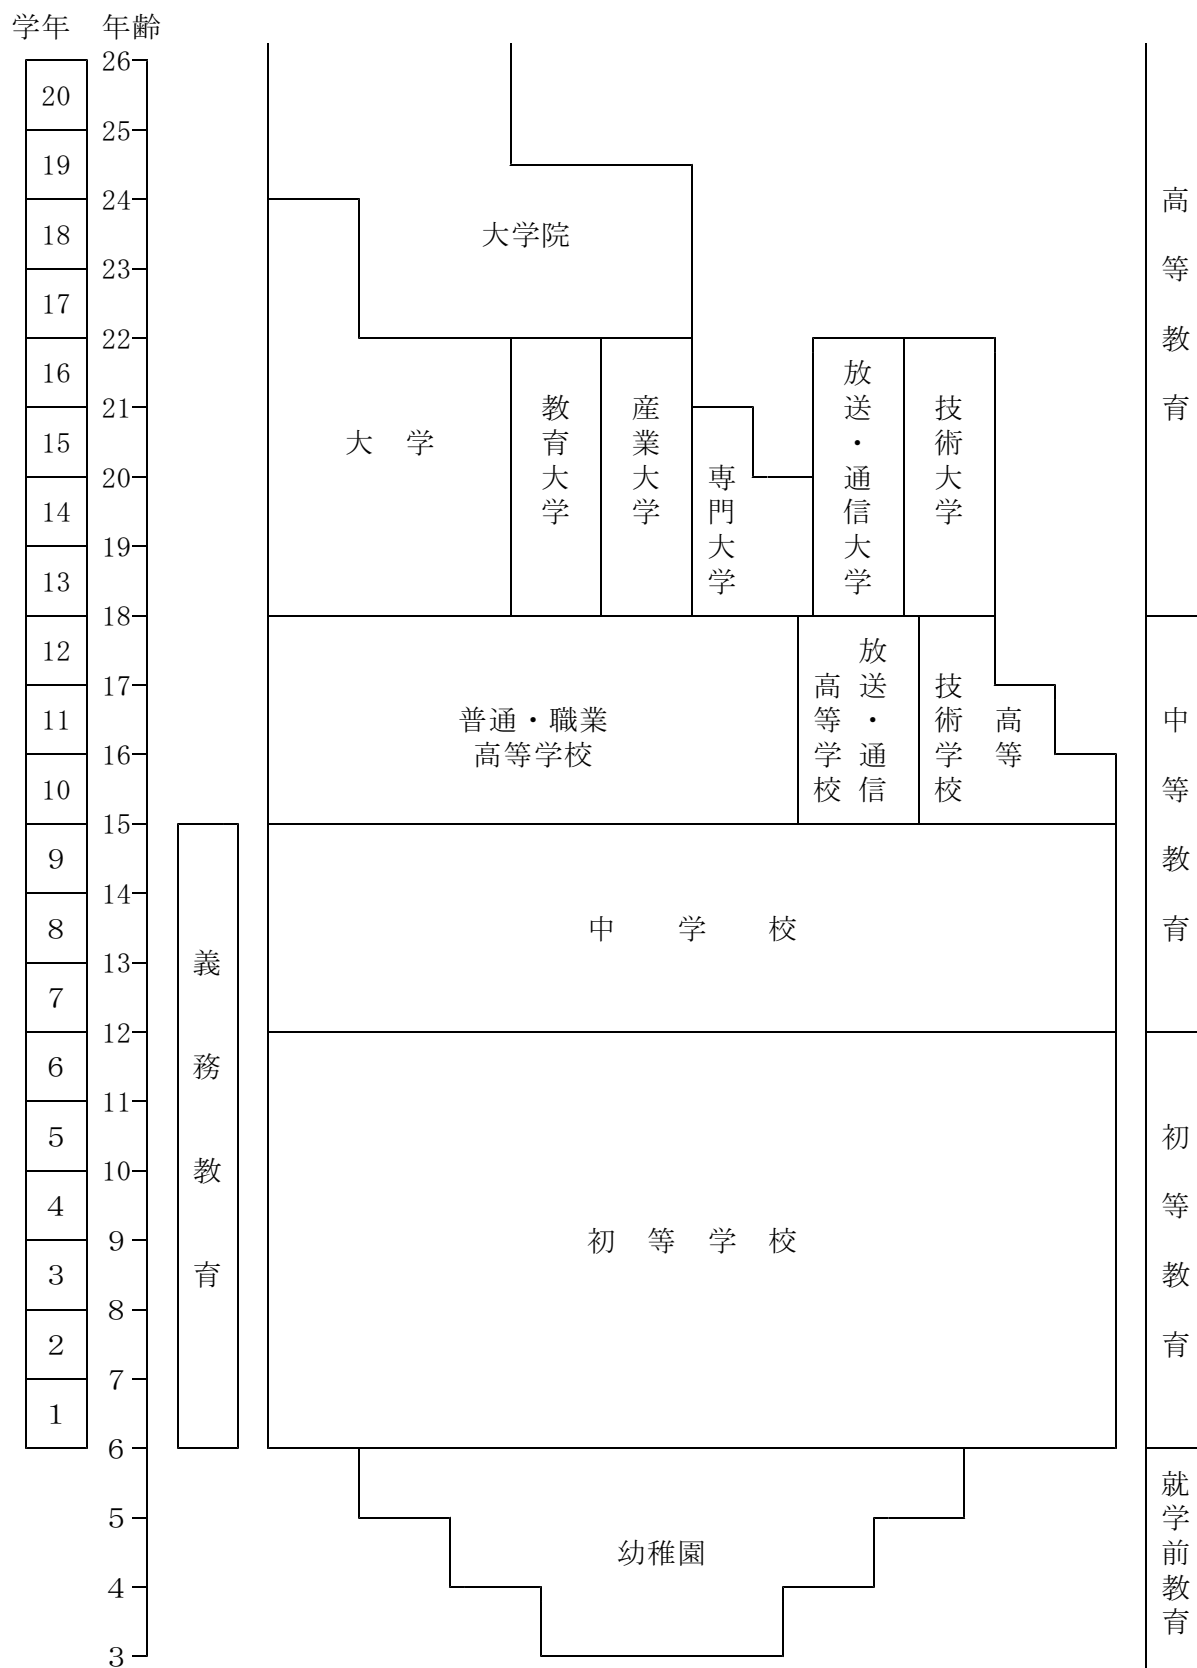 学年 年齢
26
20
25
19
24
18
23
17
22
16
21
15
20
14
19
13
18
12
17
11
16
10
15
9
14
8
13
7
12
6
11
5
10
4
9
3
8
2
7
1
6
5
4
3
義務教育
大学院
大 学
教育大学
産業大学
専門大学
放送・通信大学
技術大学
普通・職業
高等学校
放送・通信
高等学校
高等
技術学校
中 学 校
初 等 学 校
幼稚園
高等教育
中等教育
初等教育
就学前教育